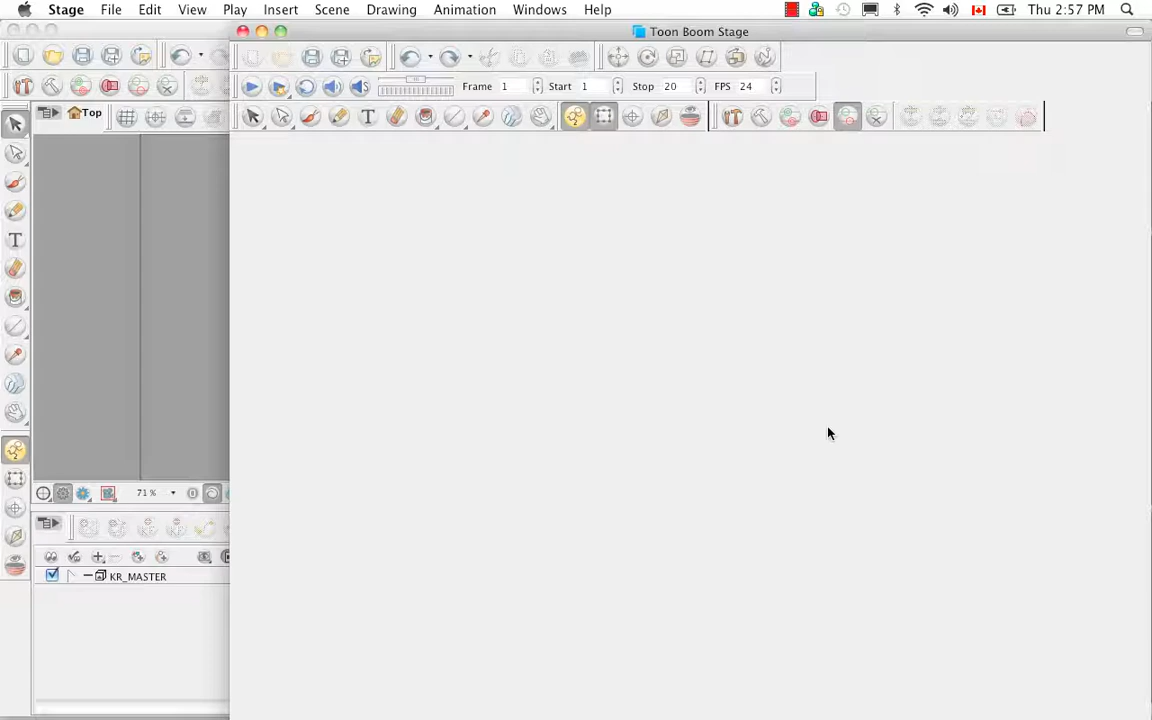 Stage File Edit View Play Insert Scene Drawing Animation Windows Help Thu 2:57 PM
Toon Boom Stage
Frame 1 Start 1 Stop 20 FPS 24
Top
T
T
71%
KR_MASTER